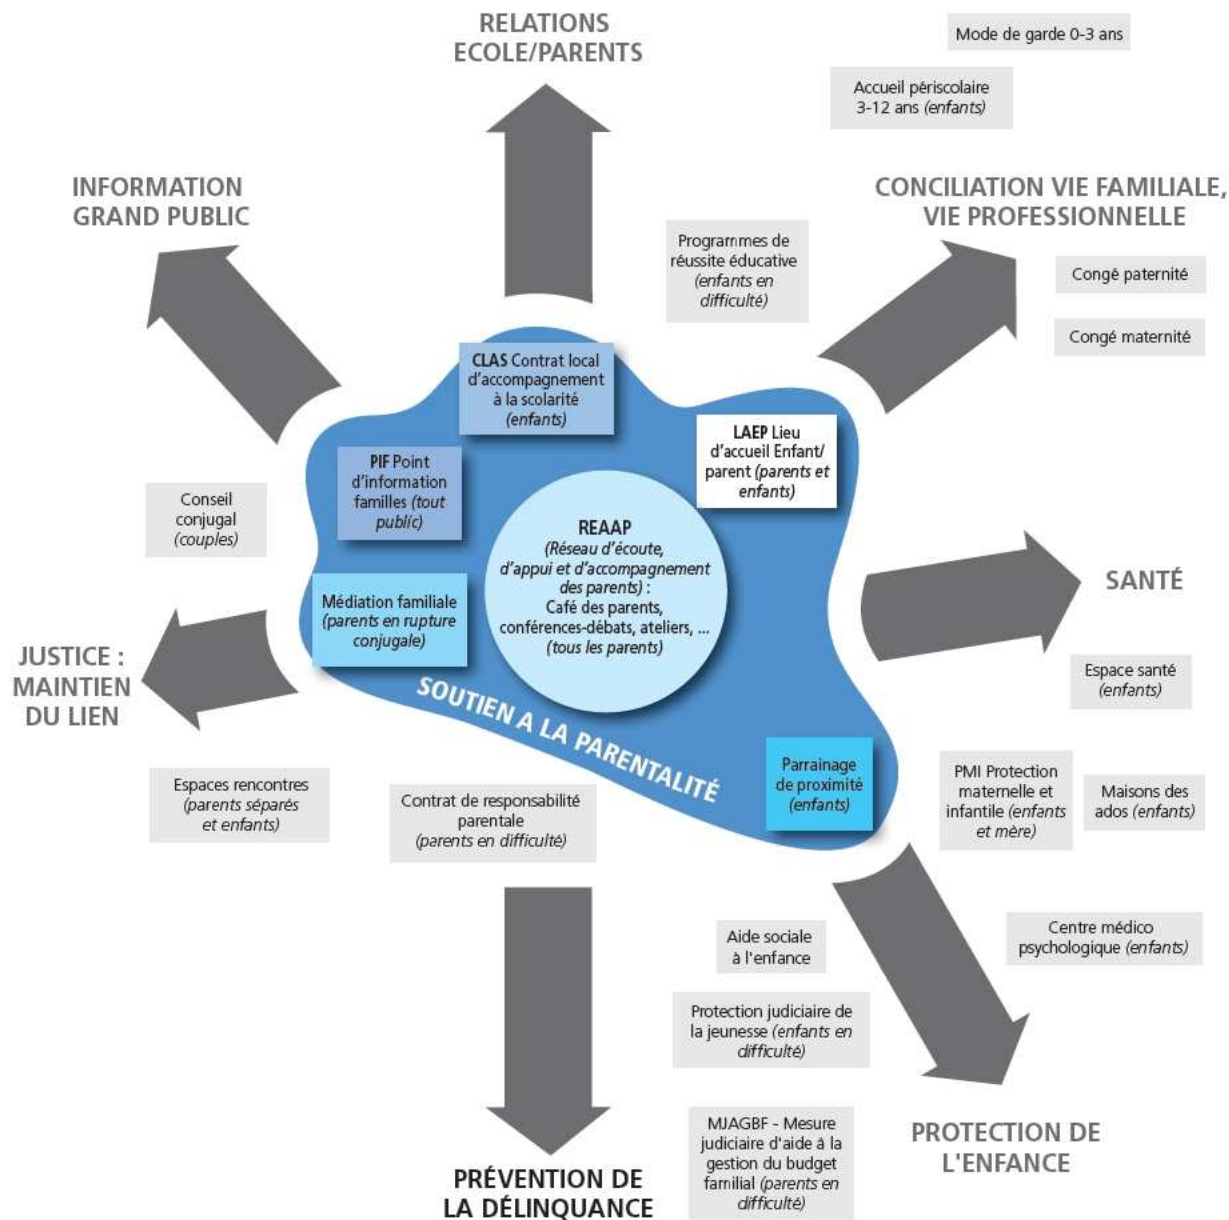 RELATIONS
ECOLE/PARENTS
Mode de garde 0-3 ans
Accueil périscolaire
3-12 ans (enfants)
INFORMATION
GRAND PUBLIC
CONCILIATION VIE FAMILIALE,
VIE PROFESSIONNELLE
Programmes de
réussite éducative
(enfants en
difficulté)
Congé paternité
Congé maternité
CLAS Contrat local
d'accompagnement
à la scolarité
(enfants)
LAEP Lieu
d'accueil Enfant/
parent (parents et
enfants)
PIF Point
d'information
familles (tout
public)
Conseil
conjugal
(couples)
REAAP
(Réseau d'écoute,
d'appui et d'accompagnement
des parents) :
Café des parents,
conférences-débats, ateliers, ...
(tous les parents)
Médiation familiale
(parents en rupture
conjugale)
SANTÉ
JUSTICE :
MAINTIEN
DU LIEN
Espace santé
(enfants)
SOUTIEN A LA PARENTALITÉ
Parrainage
de proximité
(enfants)
PMI Protection
maternelle et
infantile (enfants
et mère)
Maisons des
ados (enfants)
Espaces rencontres
(parents séparés
et enfants)
Contrat de responsabilité
parentale
(parents en difficulté)
Aide sociale
à l'enfance
Centre médico
psychologique (enfants)
Protection judiciaire de
la jeunesse (enfants en
difficulté)
MJAGBF - Mesure
judiciaire d'aide à la
gestion du budget
familial (parents en
difficulté)
PROTECTION DE
L'ENFANCE
PRÉVENTION DE
LA DÉLINQUANCE